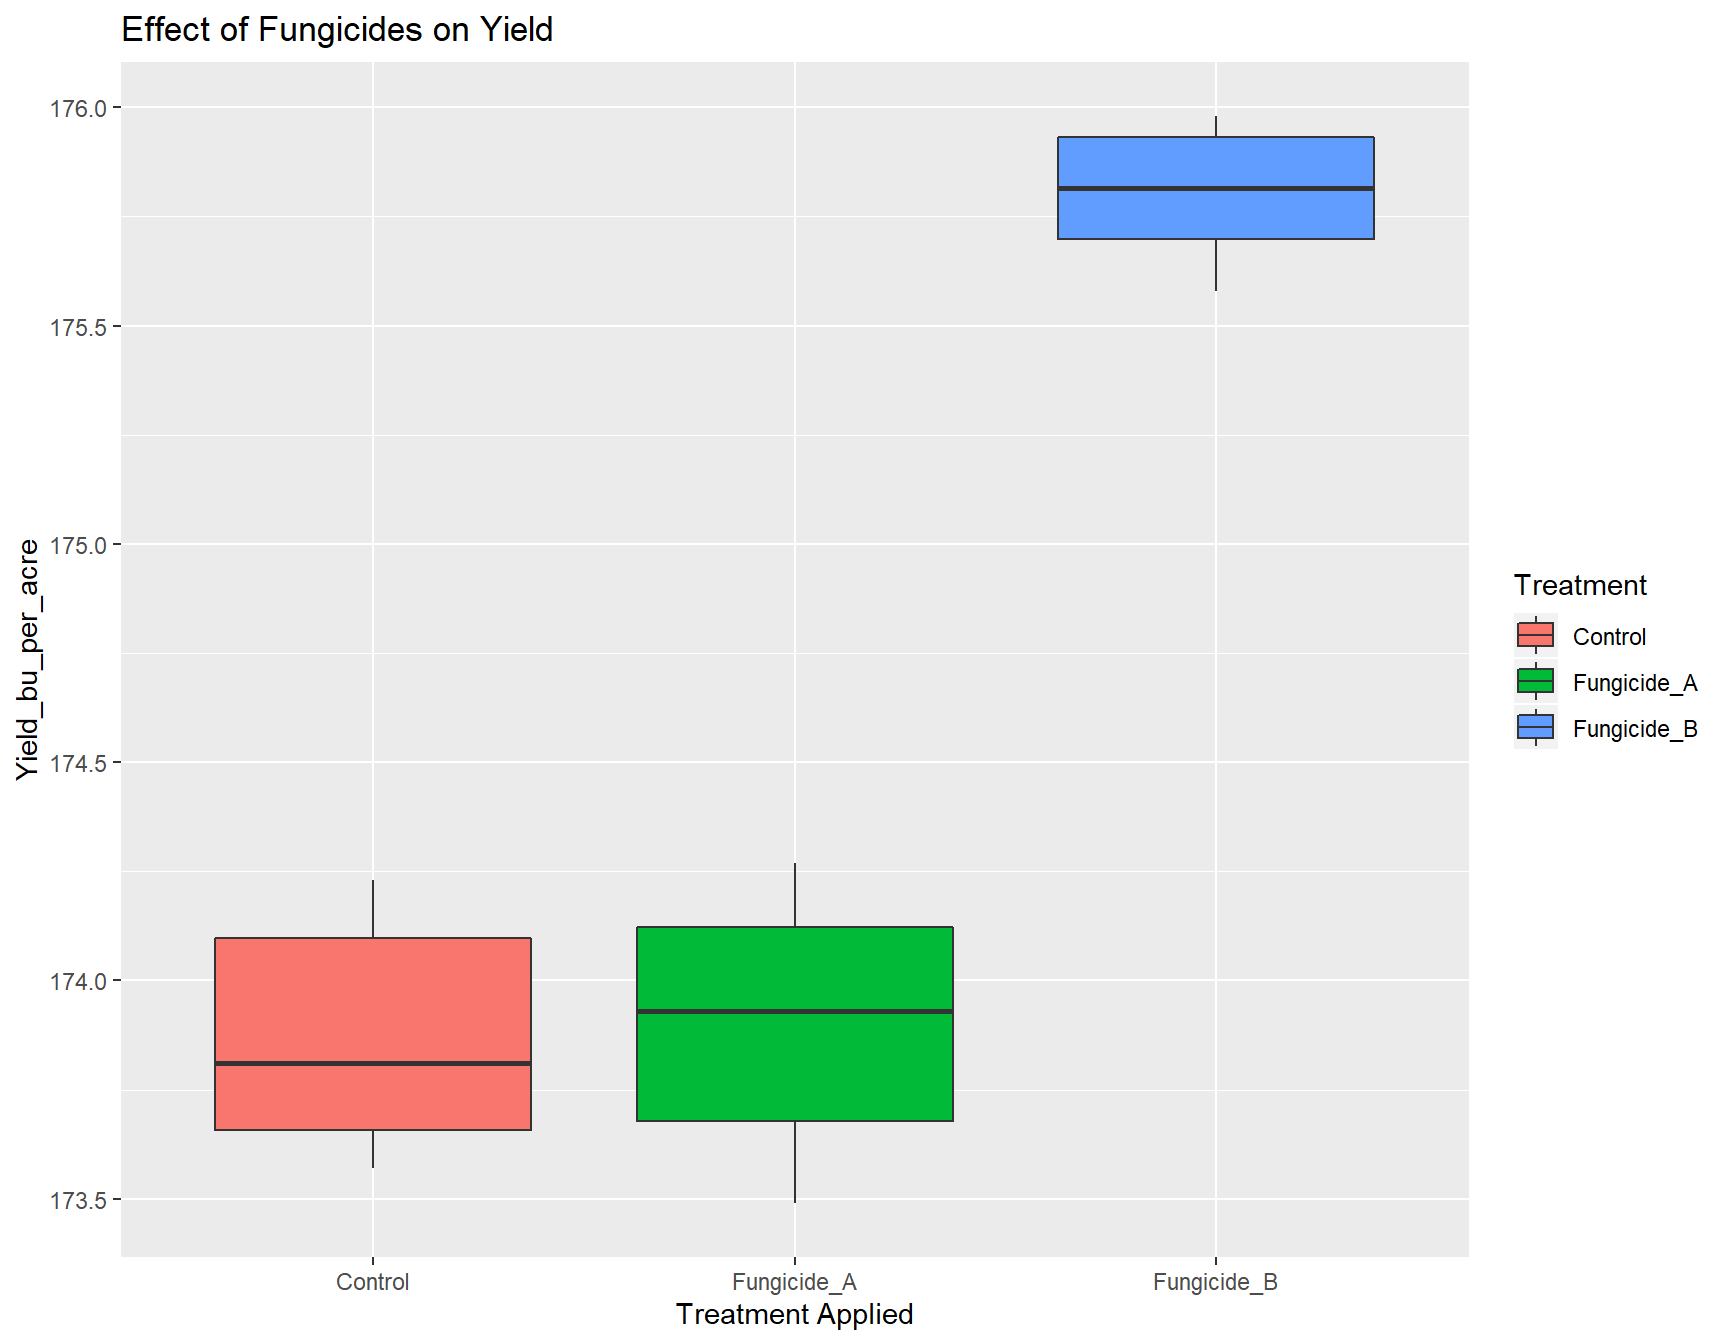 Effect of Fungicides on Yield
176.0
175.5
175.0
174.5
174.0
173.5
Yield_bu_per_acre
Control
Fungicide_A
Fungicide_B
Treatment Applied
Treatment
Control
Fungicide_A
Fungicide_B